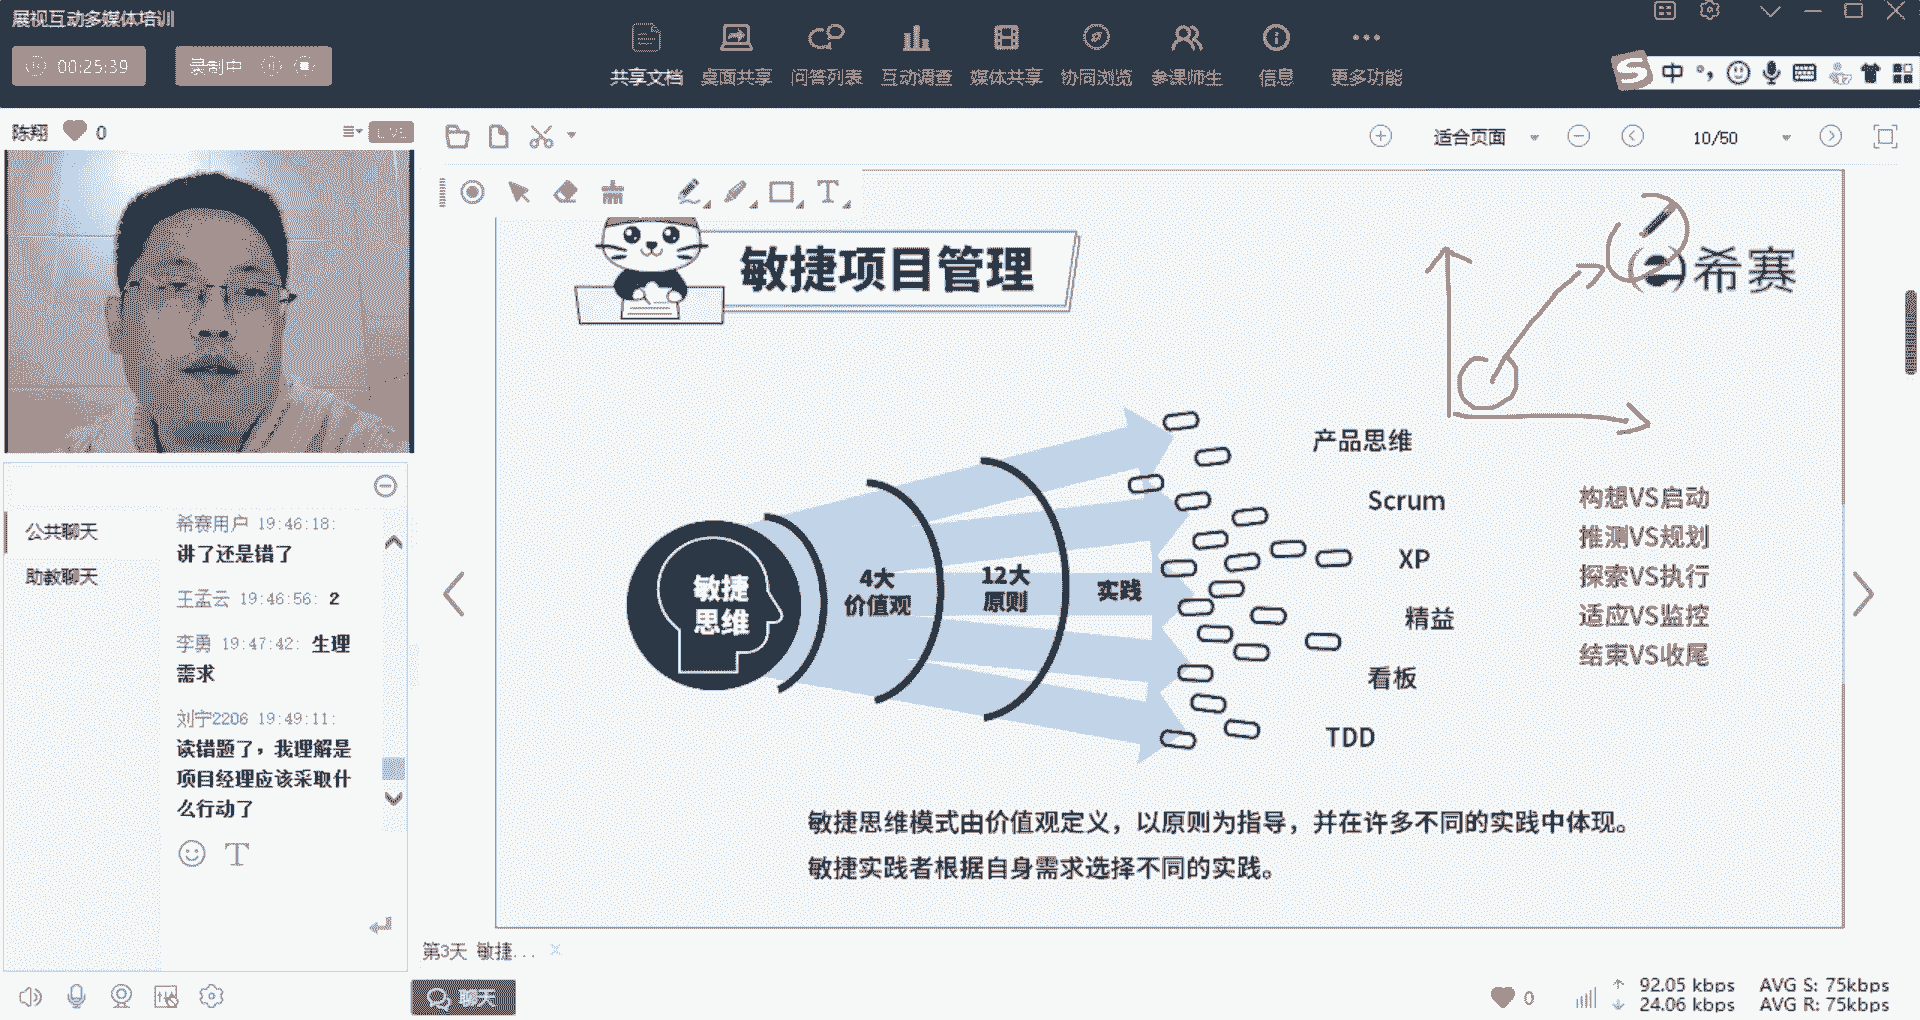 展视互动多媒体培训
00:25:39
录制中
共享文档
桌面共享
问答列表
互动调查
媒体共享
协同浏览
参课师生
信息
更多功能
S 中
陈翔 0
LIVE
适合页面
10/50
敏捷项目管理
希赛
敏捷
思维
4大
价值观
12大
原则
实践
产品思维
Scrum
XP
精益
看板
TDD
构想VS启动
推测VS规划
探索VS执行
适应VS监控
结束VS收尾
敏捷思维模式由价值观定义，以原则为指导，并在许多不同的实践中体现。
敏捷实践者根据自身需求选择不同的实践。
公共聊天
助教聊天
希赛用户 19:46:18:
讲了还是错了
王孟云 19:46:56: 2
李勇 19:47:42: 生理
需求
刘宁2206 19:49:11:
读错题了，我理解是
项目经理应该采取什
么行动了
第3天 敏捷...
聊天
0
92.05 kbps AVG S: 75kbps
24.06 kbps AVG R: 75kbps